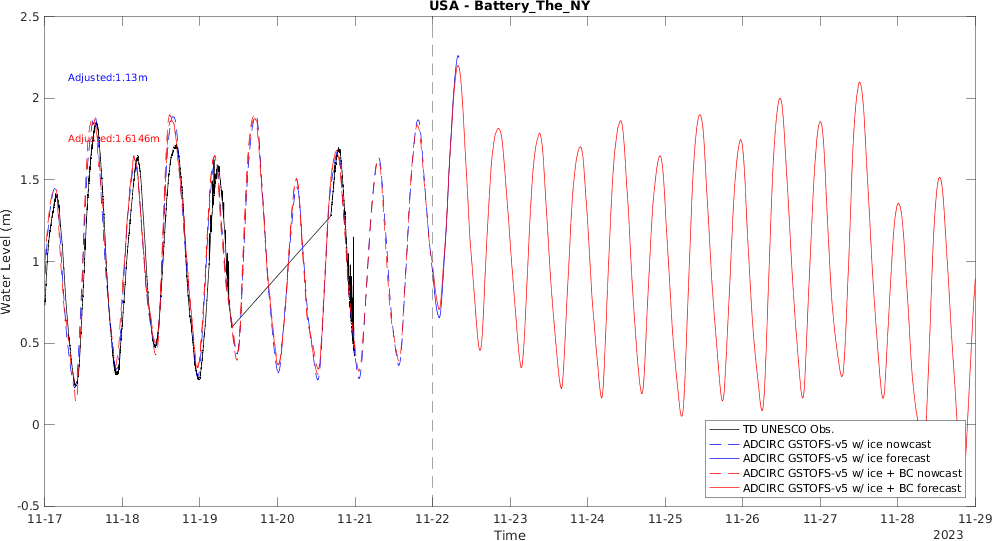 USA - Battery_The_NY
2.5
2
1.5
1
0.5
0
-0.5
Water Level (m)
Adjusted:1.13m
Adjusted:1.6146m
TD UNESCO Obs.
ADCIRC GSTOFS-v5 w/ ice nowcast
ADCIRC GSTOFS-v5 w/ ice forecast
ADCIRC GSTOFS-v5 w/ ice + BC nowcast
ADCIRC GSTOFS-v5 w/ ice + BC forecast
11-17 11-18 11-19 11-20 11-21 11-22 11-23 11-24 11-25 11-26 11-27 11-28 11-29
Time
2023